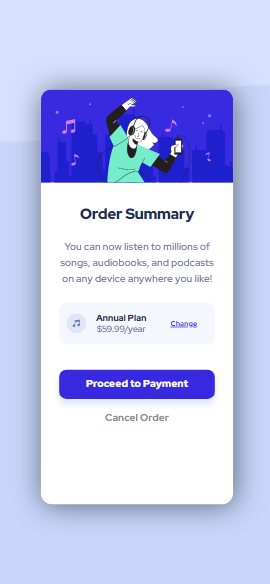 Order Summary
You can now listen to millions of
songs, audiobooks, and podcasts
on any device anywhere you like!
Annual Plan
$59.99/year
Change
Proceed to Payment
Cancel Order